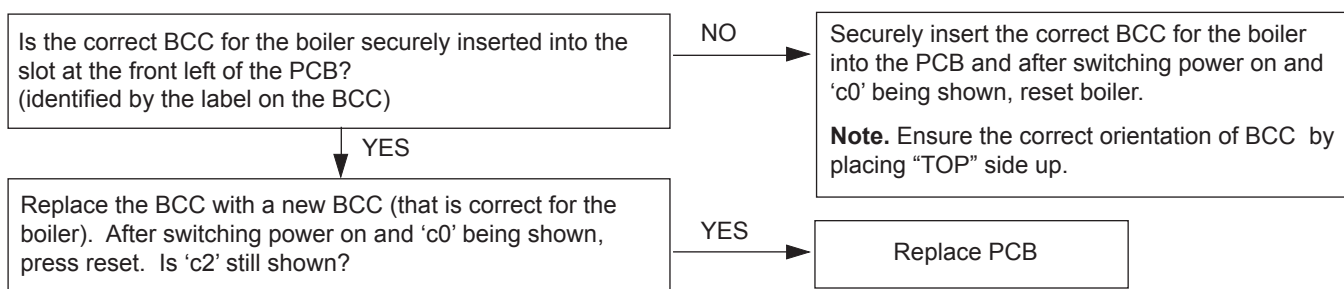 Is the correct BCC for the boiler securely inserted into the
slot at the front left of the PCB?
(identified by the label on the BCC)
NO
Securely insert the correct BCC for the boiler
into the PCB and after switching power on and
‘c0’ being shown, reset boiler.
Note. Ensure the correct orientation of BCC by
placing “TOP” side up.
YES
Replace the BCC with a new BCC (that is correct for the
boiler). After switching power on and ‘c0’ being shown,
press reset. Is ‘c2’ still shown?
YES
Replace PCB